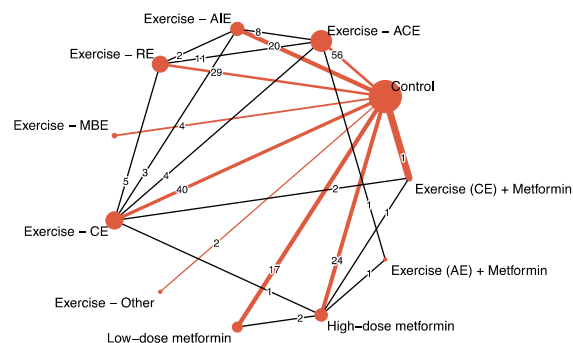 Exercise – AIE
8
Exercise – ACE
2
11
20
56
Exercise – RE
29
Control
Exercise – MBE
4
3
4
1
5
40
2
Exercise (CE) + Metformin
1
1
Exercise – CE
2
17
24
1
Exercise (AE) + Metformin
Exercise – Other
1
2
High–dose metformin
Low–dose metformin